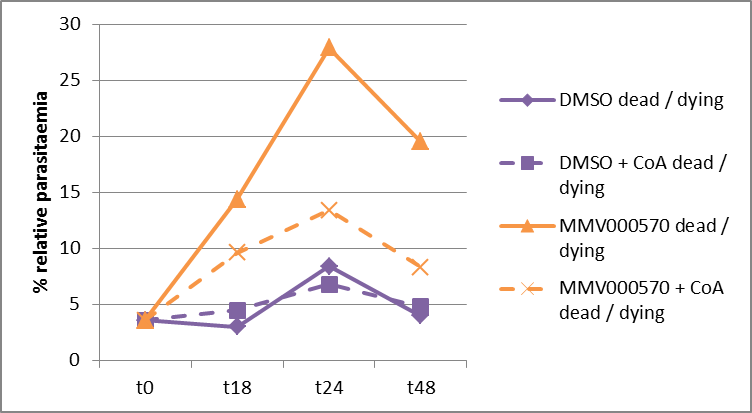 30
25
20
15
10
5
0
% relative parasitaemia
t0 t18 t24 t48
DMSO dead / dying
DMSO + CoA dead /
dying
MMV000570 dead /
dying
MMV000570 + CoA
dead / dying